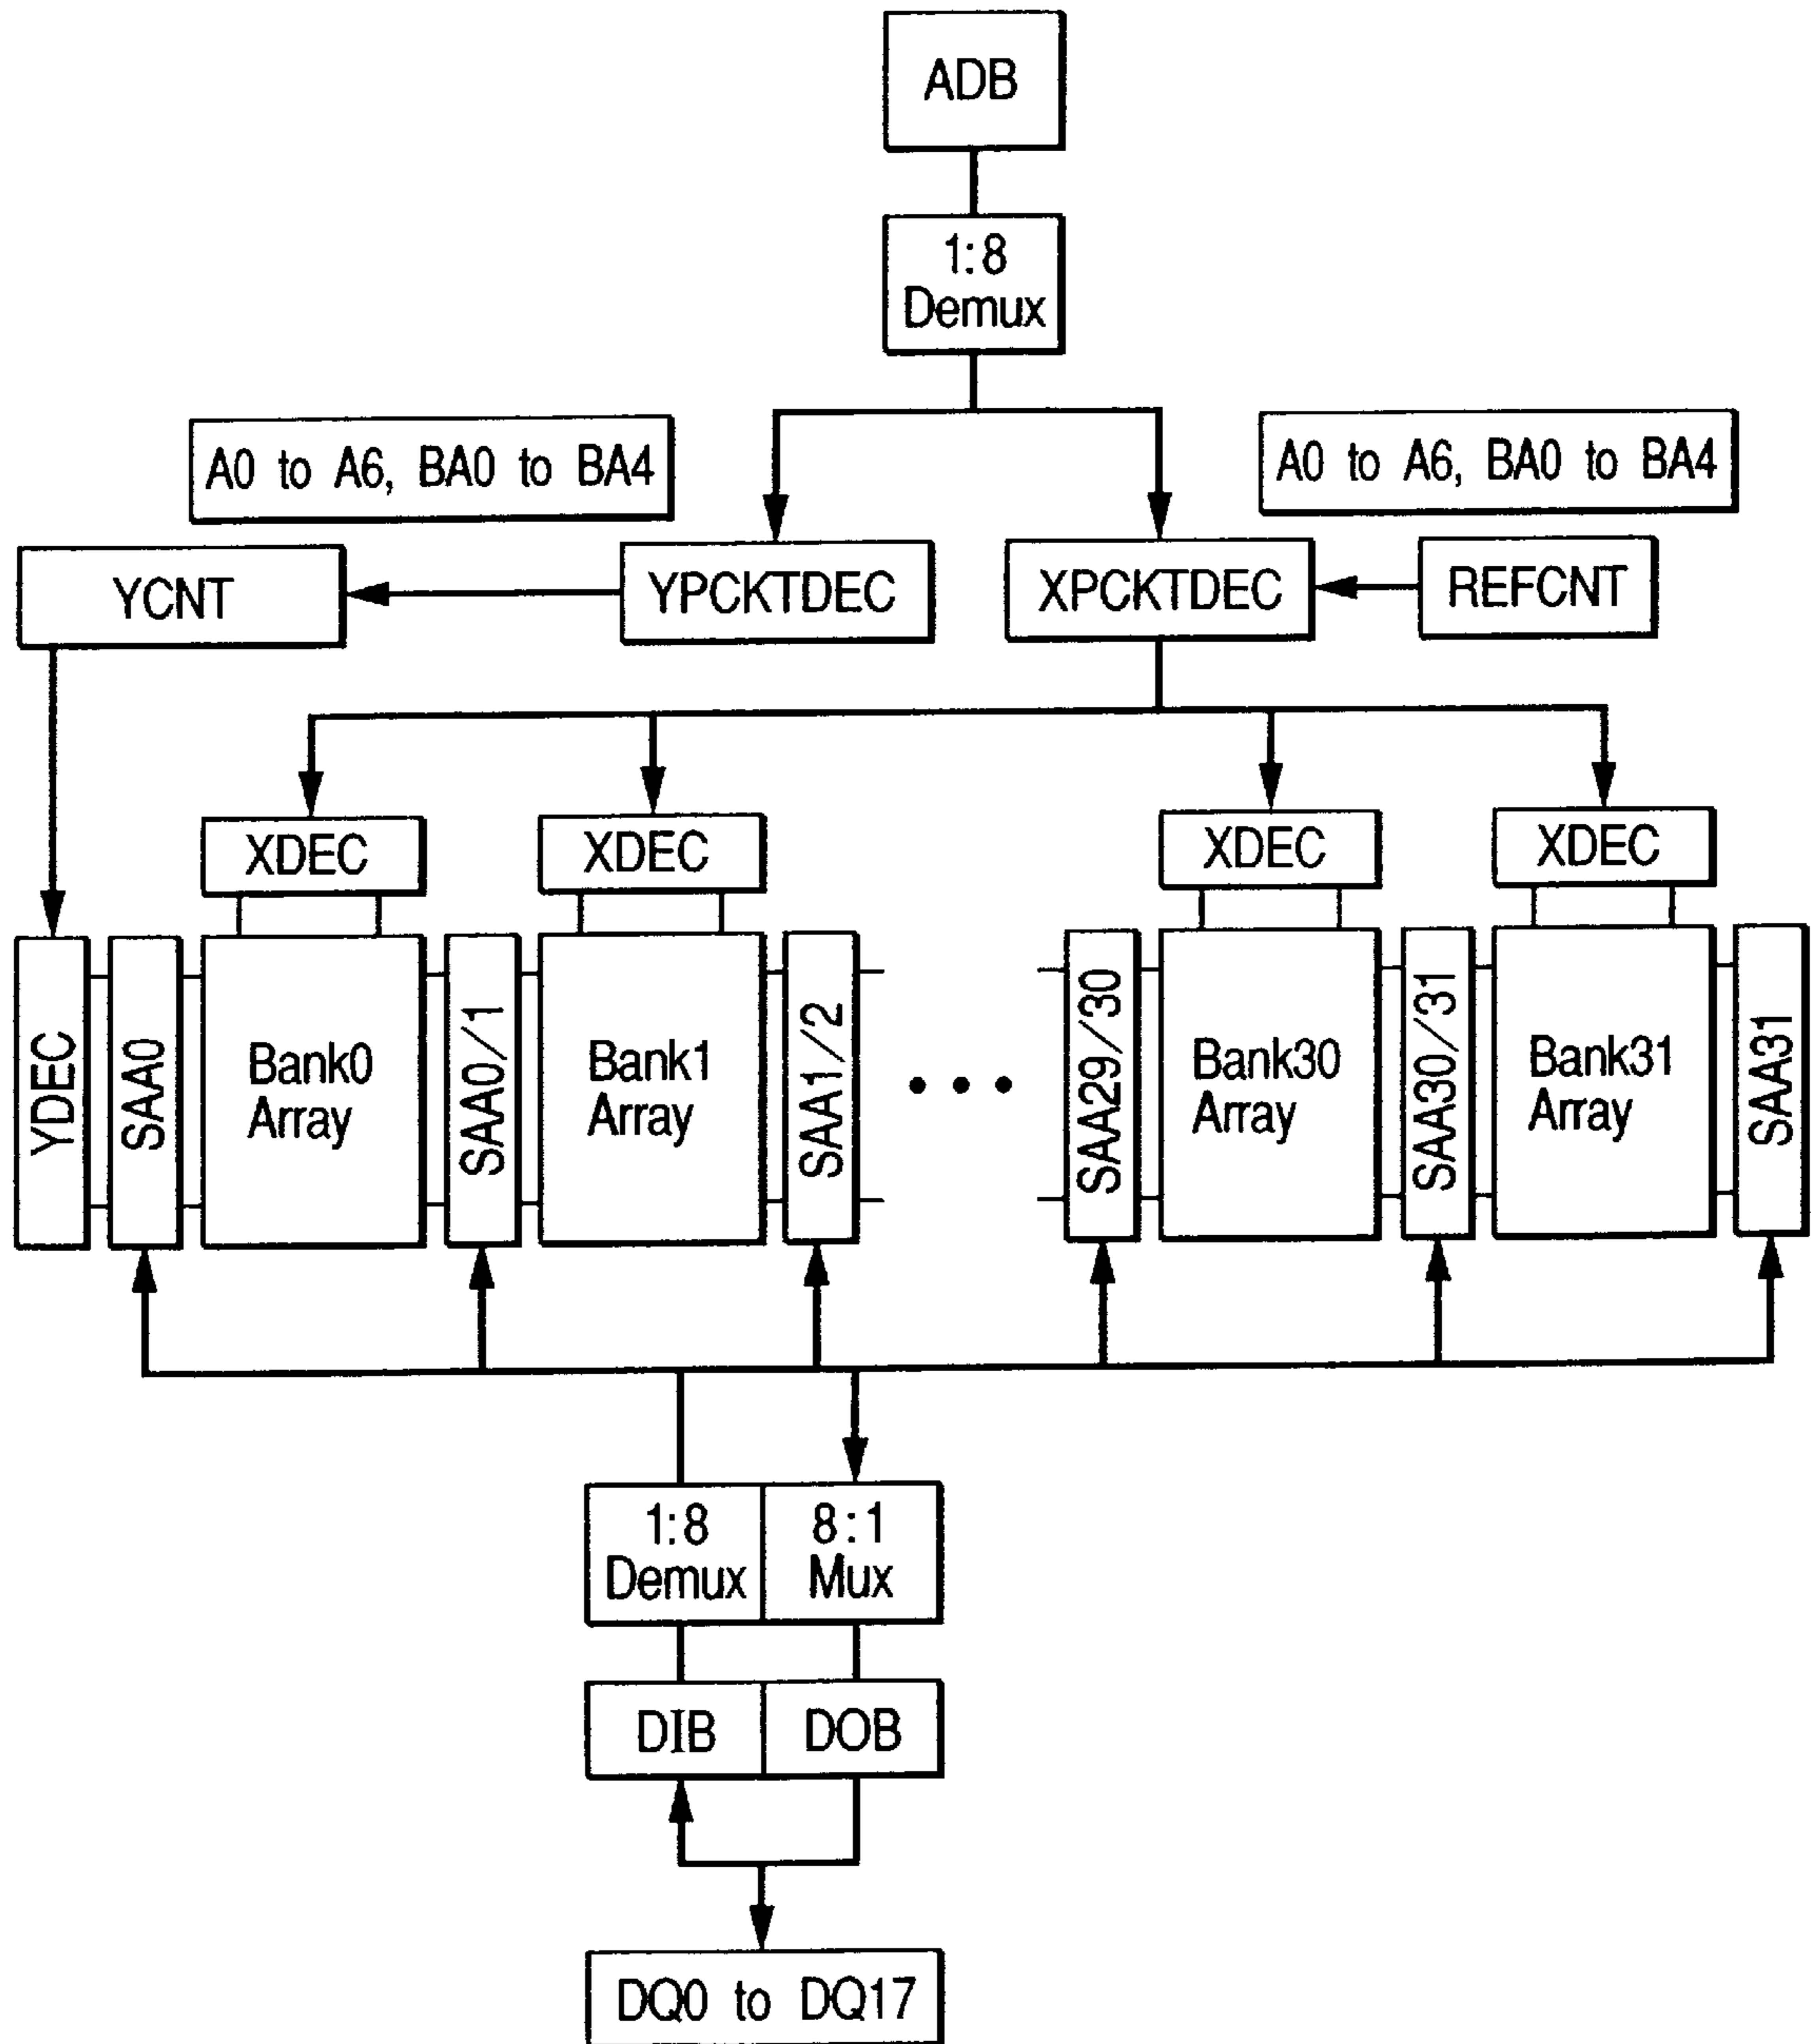 ADB
1:8
Demux
A0 to A6, BA0 to BA4
A0 to A6, BA0 to BA4
YCNT
YPCKTDEC
XPCKTDEC
REFCNT
XDEC
XDEC
XDEC
XDEC
YDEC
SAA0
Bank0
Array
SAA0/1
Bank1
Array
SAA1/2
SAA29/30
Bank30
Array
SAA30/31
Bank31
Array
SAA31
1:8
Demux
8:1
Mux
DIB
DOB
DQ0 to DQ17